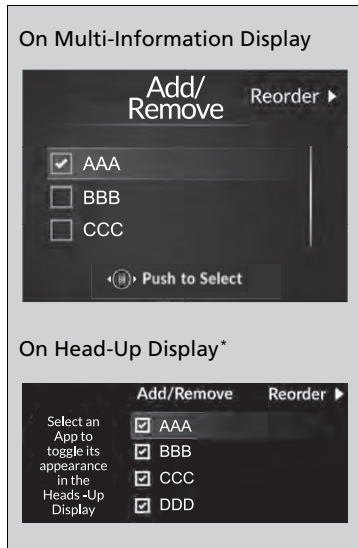 On Multi-Information Display
Add/
Remove
Reorder ▶
AAA
BBB
CCC
Push to Select
On Head-Up Display*
Add/Remove
Reorder ▶
Select an
App to
toggle its
appearance
in the
Heads-Up
Display
AAA
BBB
CCC
DDD